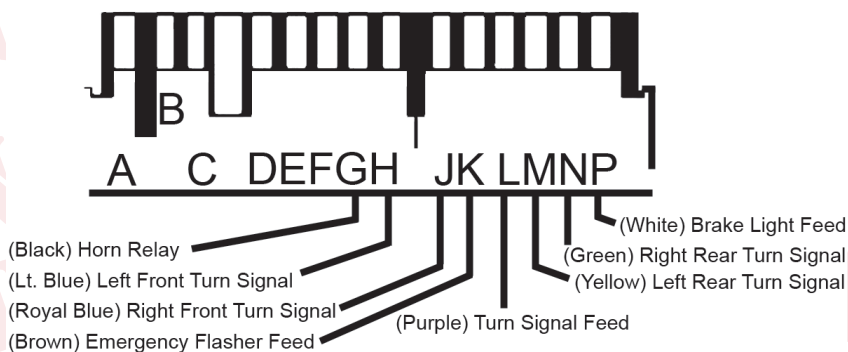 B
A C DEFGH JK LMNP
(White) Brake Light Feed
(Black) Horn Relay
(Green) Right Rear Turn Signal
(Lt. Blue) Left Front Turn Signal
(Yellow) Left Rear Turn Signal
(Royal Blue) Right Front Turn Signal
(Purple) Turn Signal Feed
(Brown) Emergency Flasher Feed